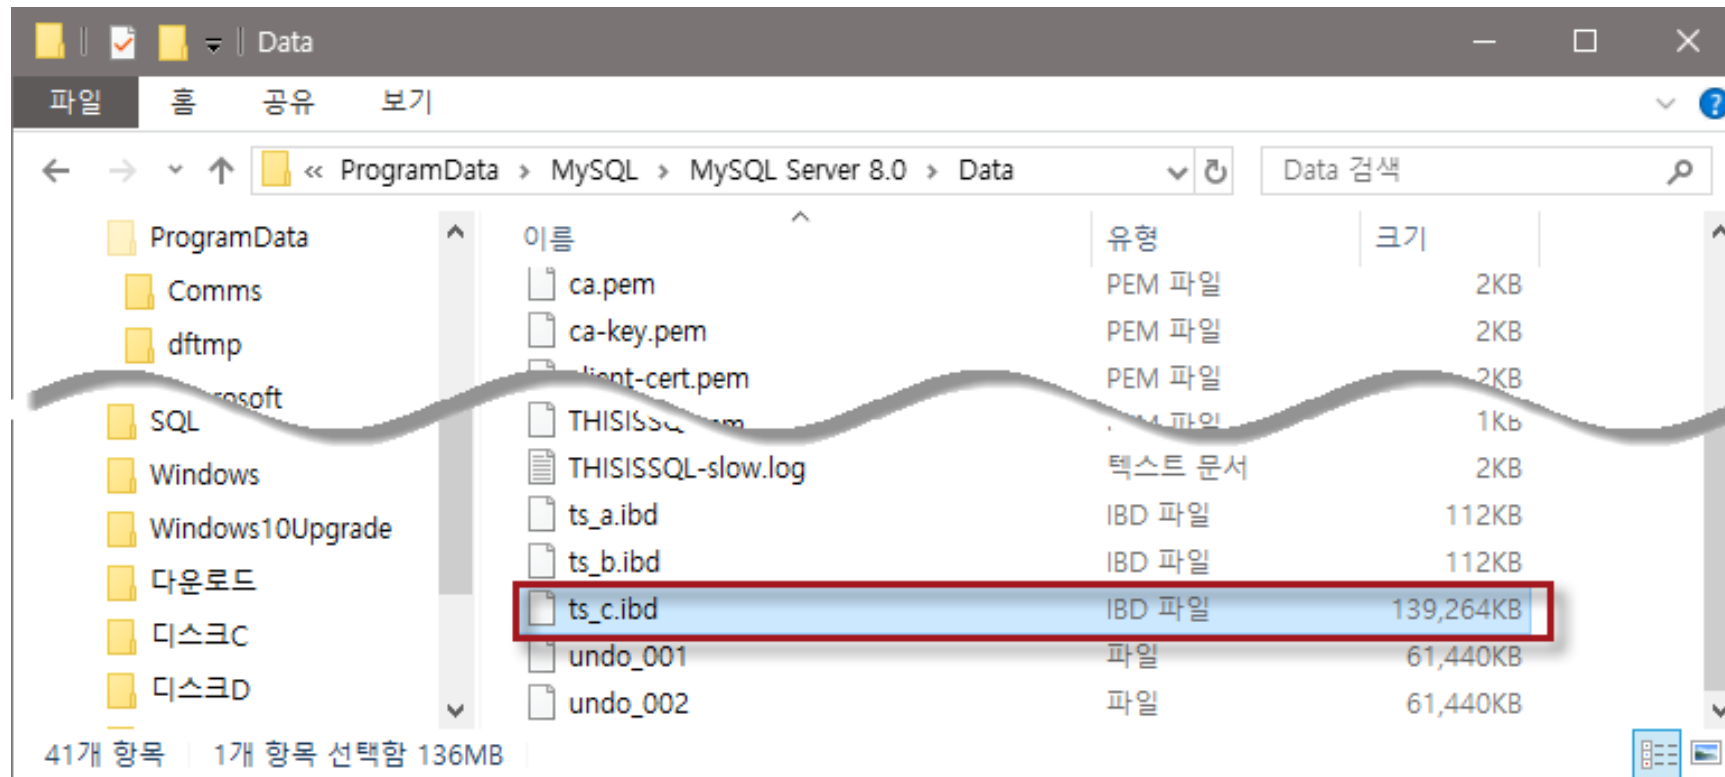 Data
파일 홈 공유 보기
« ProgramData > MySQL > MySQL Server 8.0 > Data
Data 검색
ProgramData
Comms
dftmp
SQL
Windows
Windows10Upgrade
다운로드
디스크C
디스크D
이름 유형 크기
ca.pem PEM 파일 2KB
ca-key.pem PEM 파일 2KB
PEM 파일 2KB
1KB
THISISSQL-slow.log 텍스트 문서 2KB
ts_a.ibd IBD 파일 112KB
ts_b.ibd IBD 파일 112KB
ts_c.ibd IBD 파일 139,264KB
undo_001 파일 61,440KB
undo_002 파일 61,440KB
41개 항목 1개 항목 선택함 136MB